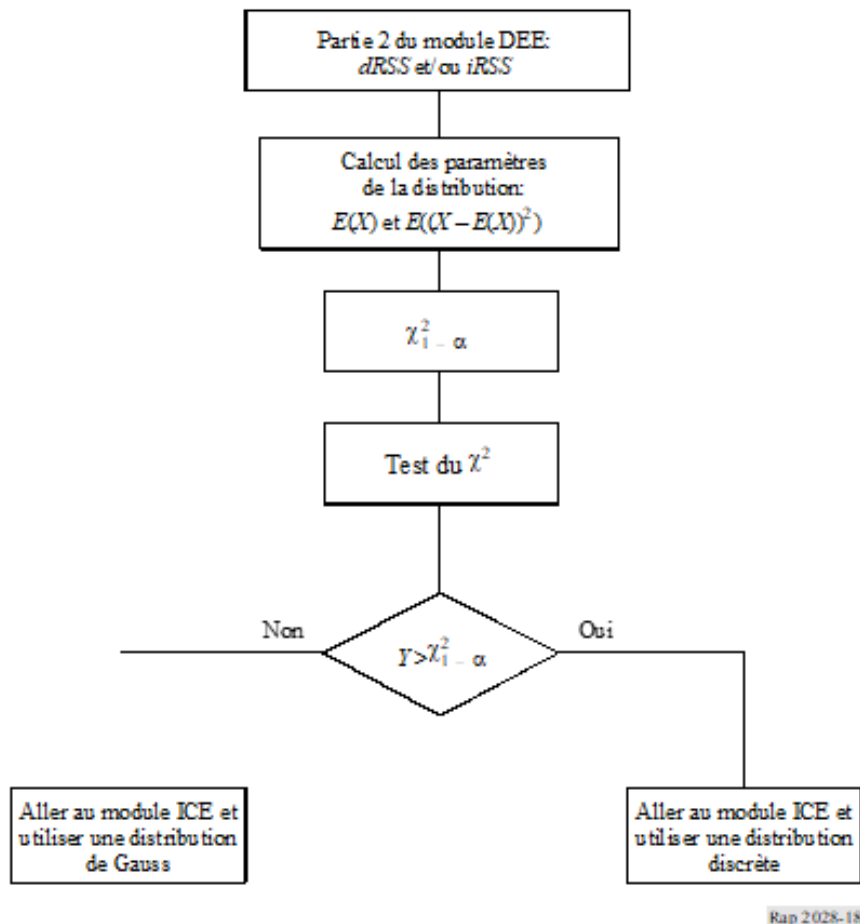 Partie 2 du module DEE:
dRSS et/ou iRSS
Calcul des paramètres
de la distribution:
E(X) et E((X – E(X))²)
χ²₁ ₋ α
Test du χ²
Non
Oui
Y>χ²₁ ₋ α
Aller au module ICE et
utiliser une distribution
de Gauss
Aller au module ICE et
utiliser une distribution
discrète
Rap 2028-18